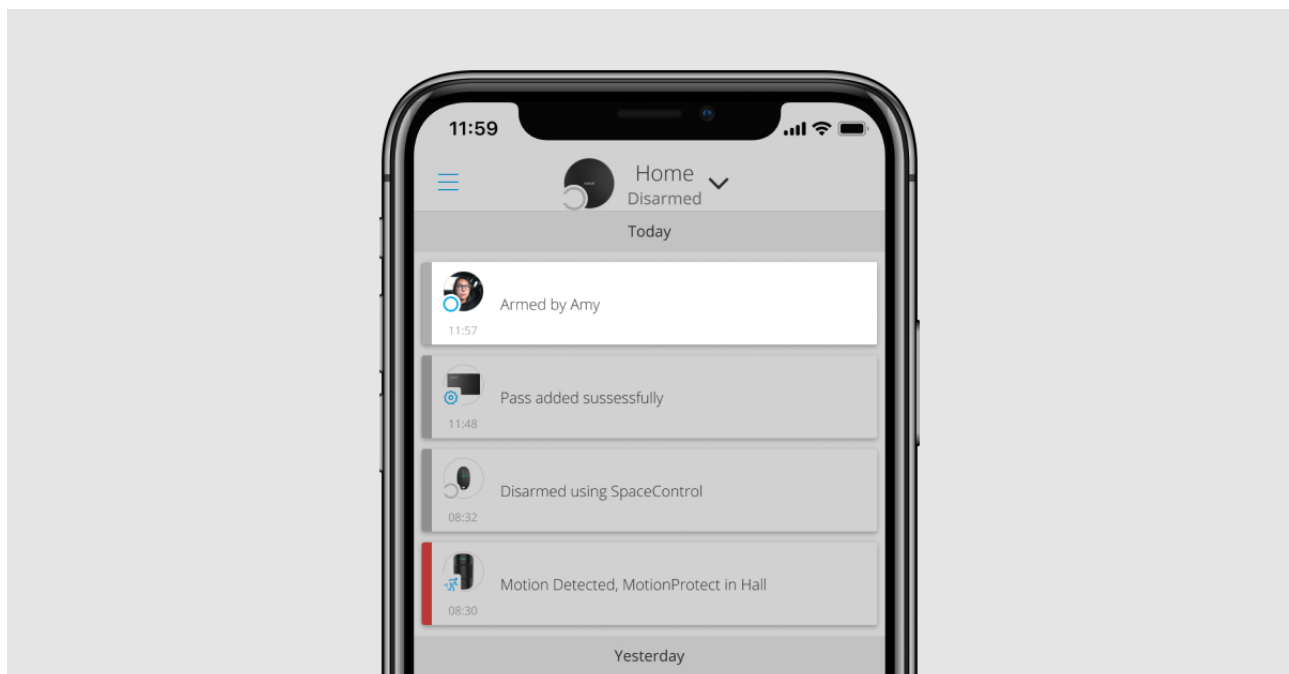 11:59
Home
Disarmed
Today
Armed by Amy
11:57
Pass added sussessfully
11:48
Disarmed using SpaceControl
08:32
Motion Detected, MotionProtect in Hall
08:30
Yesterday